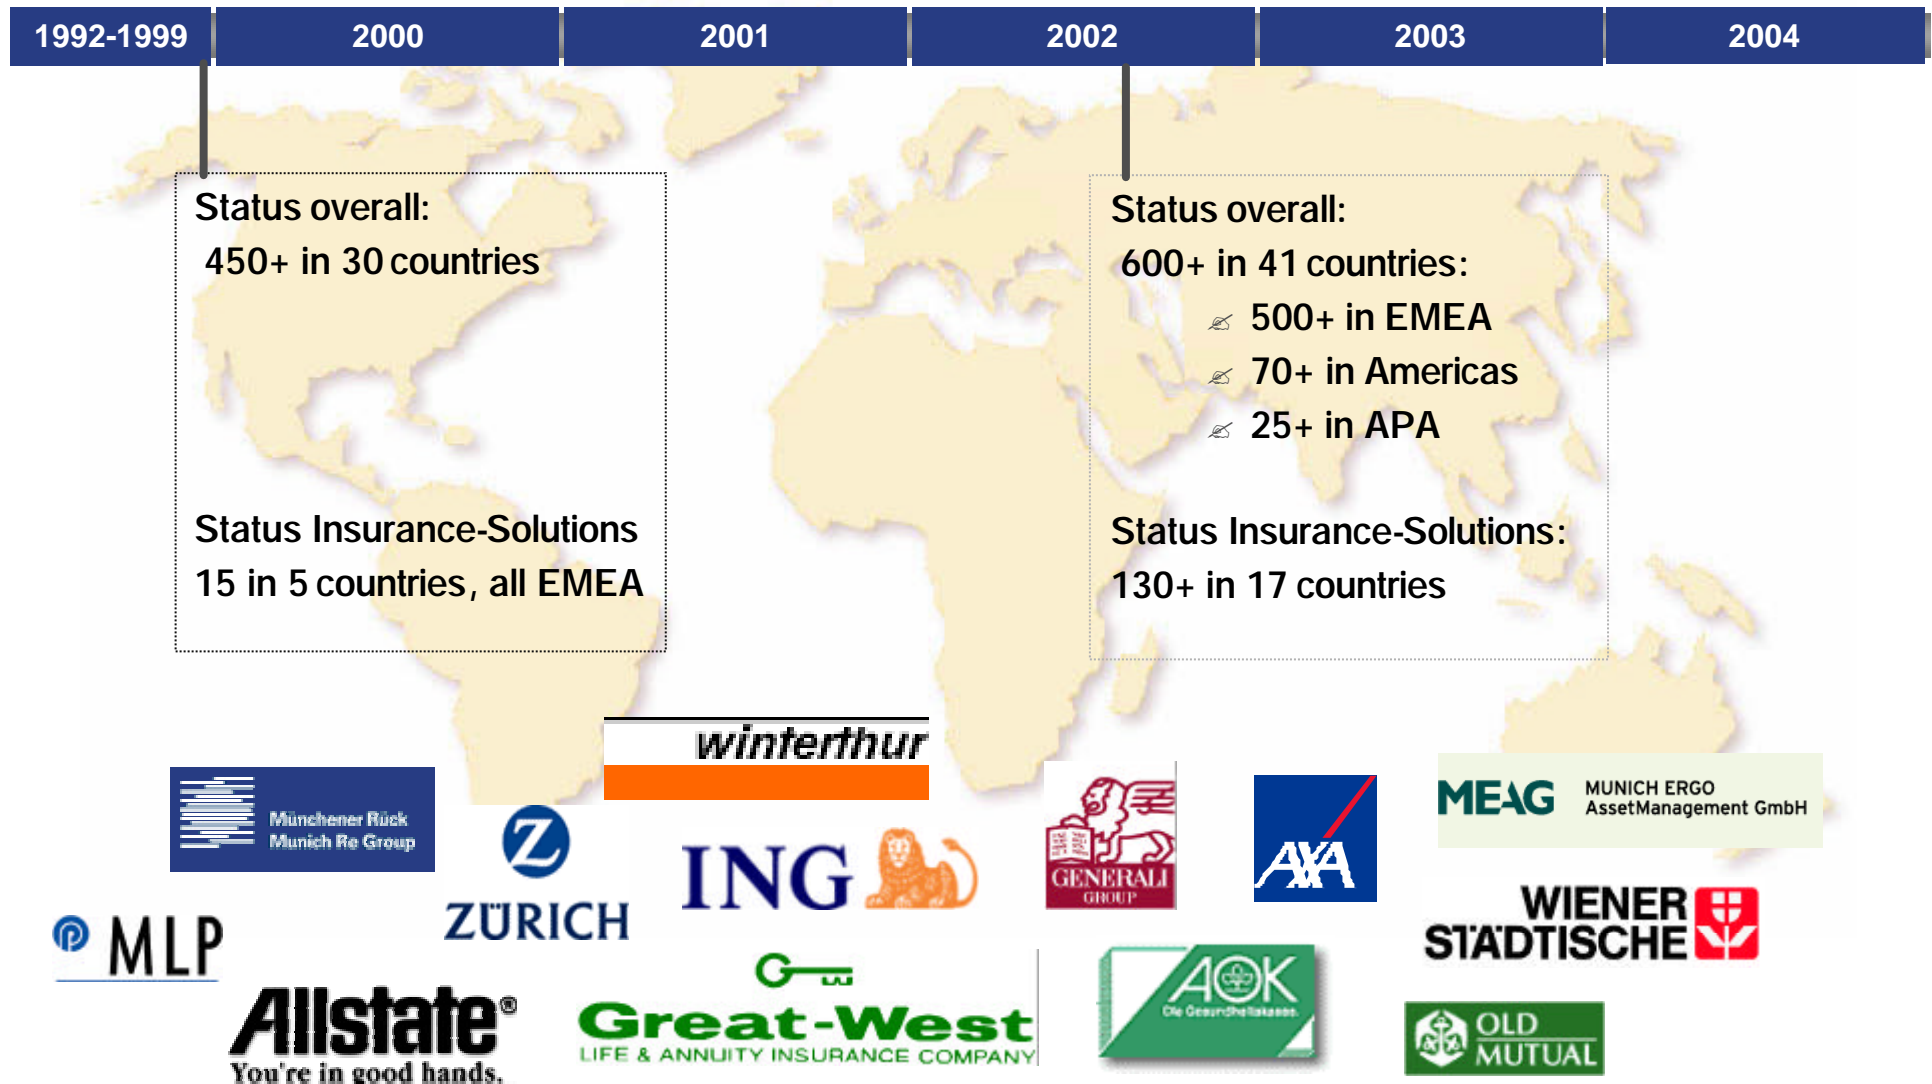 1992-1999 2000 2001 2002 2003 2004
Status overall:
450+ in 30 countries
Status Insurance-Solutions
15 in 5 countries, all EMEA
Status overall:
600+ in 41 countries:
500+ in EMEA
70+ in Americas
25+ in APA
Status Insurance-Solutions:
130+ in 17 countries
winterthur
Münchener Rück
Munich Re Group
ZÜRICH
ING
GENERALI
GROUP
AXA
MEAG
MUNICH ERGO
AssetManagement GmbH
MLP
Allstate®
You're in good hands.
Great-West
LIFE & ANNUITY INSURANCE COMPANY
AOK
Die Gesundheitskasse.
WIENER
STÄDTISCHE
OLD
MUTUAL